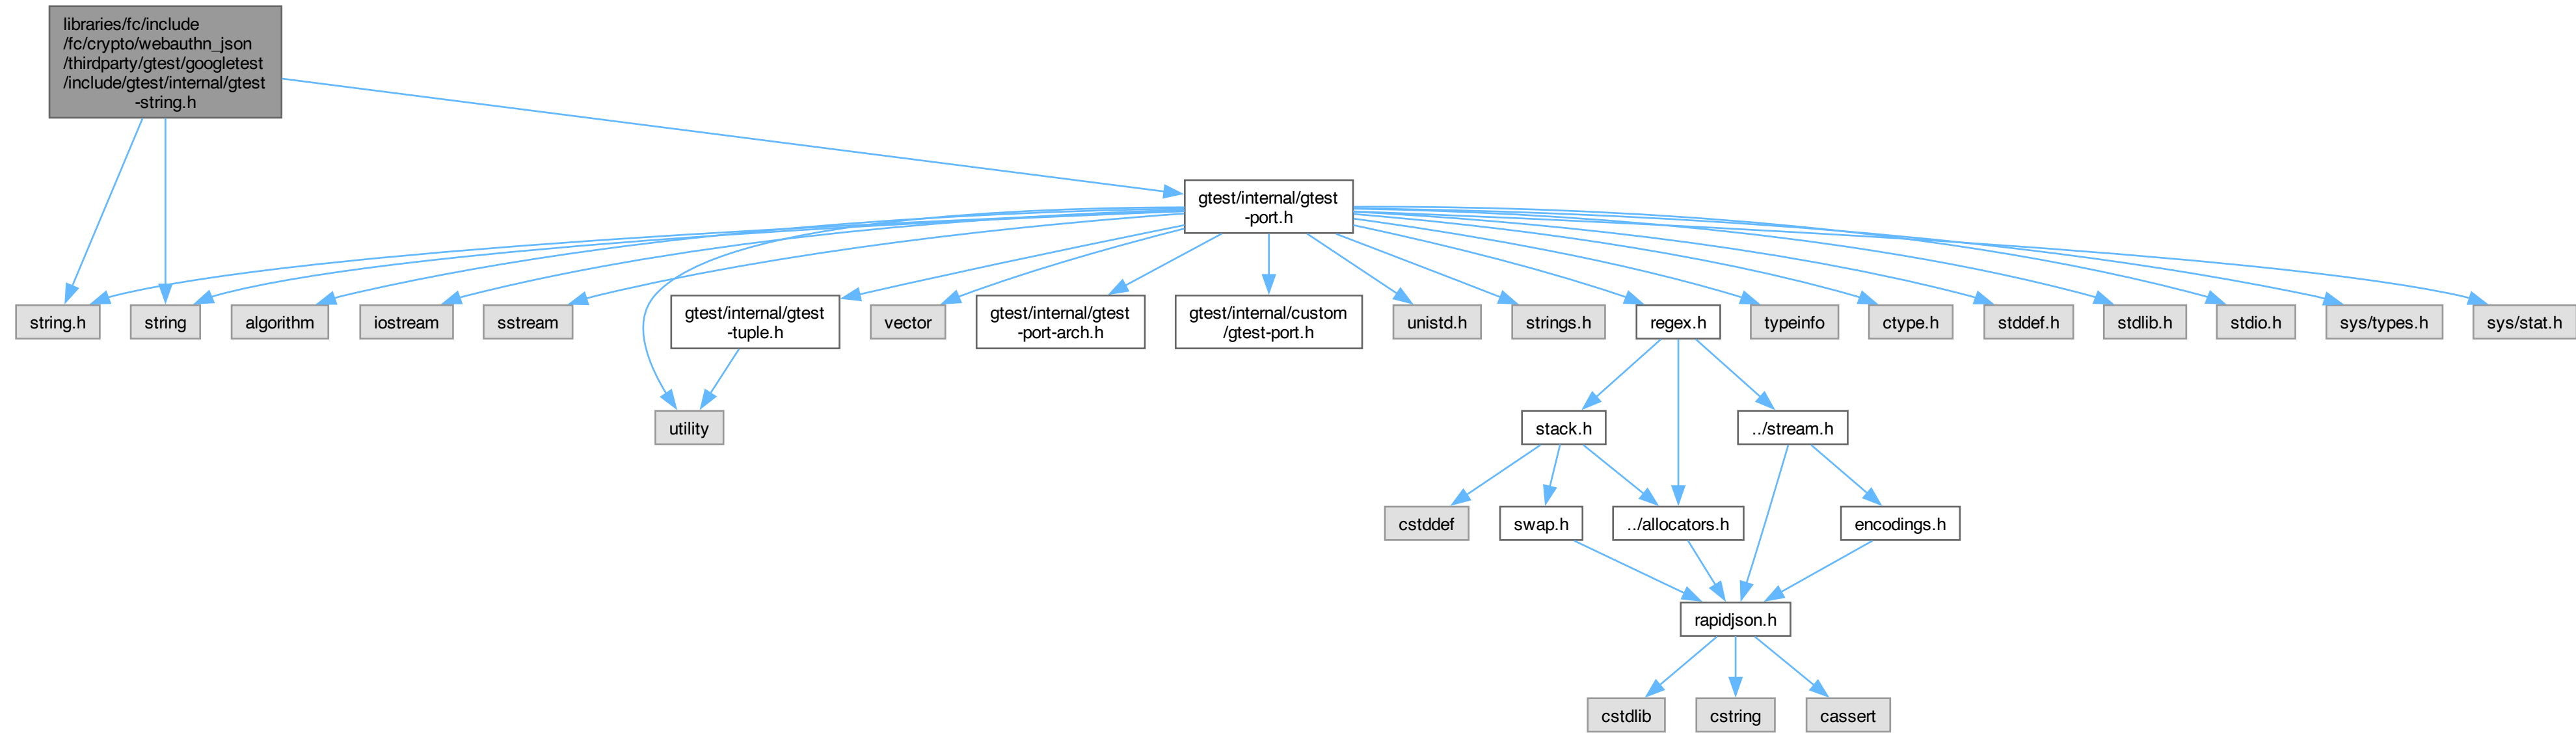 libraries/fc/include
/fc/crypto/webauthn_json
/thirdparty/gtest/googletest
/include/gtest/internal/gtest
-string.h
gtest/internal/gtest
-port.h
string.h
string
algorithm
iostream
sstream
gtest/internal/gtest
-tuple.h
vector
gtest/internal/gtest
-port-arch.h
gtest/internal/custom
/gtest-port.h
unistd.h
strings.h
regex.h
typeinfo
ctype.h
stddef.h
stdlib.h
stdio.h
sys/types.h
sys/stat.h
utility
stack.h
../stream.h
cstddef
swap.h
../allocators.h
encodings.h
rapidjson.h
cstdlib
cstring
cassert